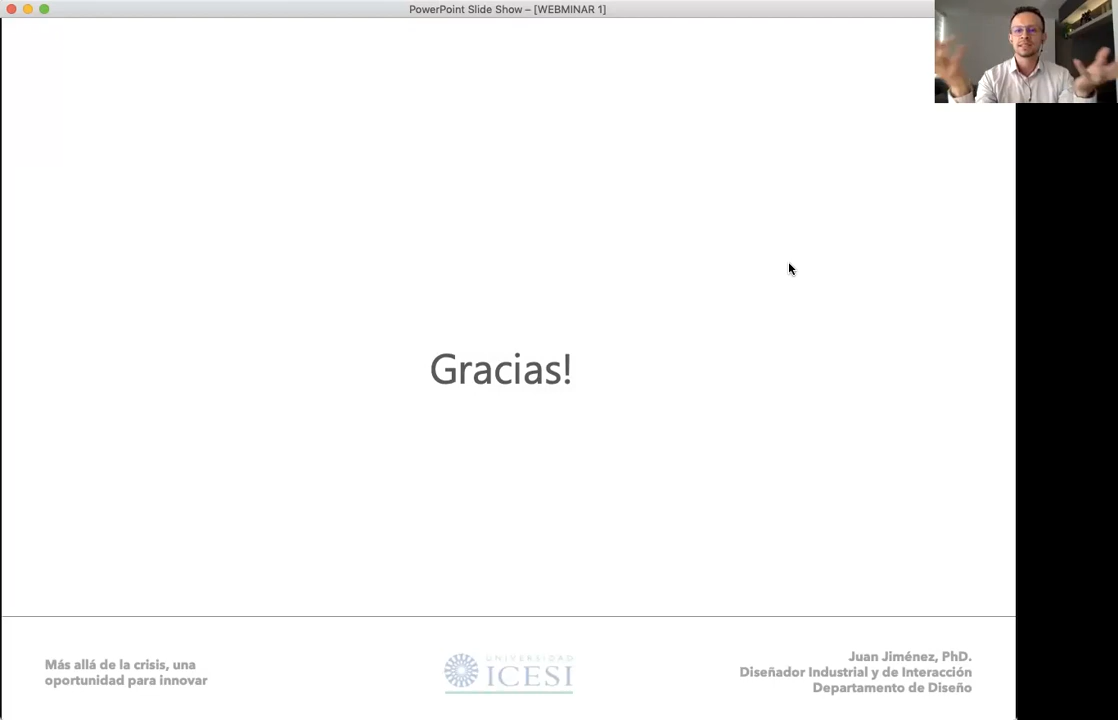 PowerPoint Slide Show – [WEBMINAR 1]
Gracias!
Más allá de la crisis, una
oportunidad para innovar
UNIVERSIDAD
ICESI
Juan Jiménez, PhD.
Diseñador Industrial y de Interacción
Departamento de Diseño